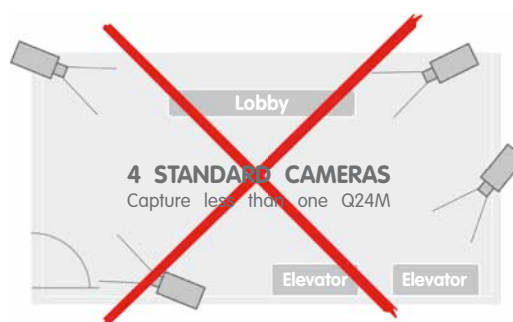 Lobby
4 STANDARD CAMERAS
Capture less than one Q24M
Elevator Elevator